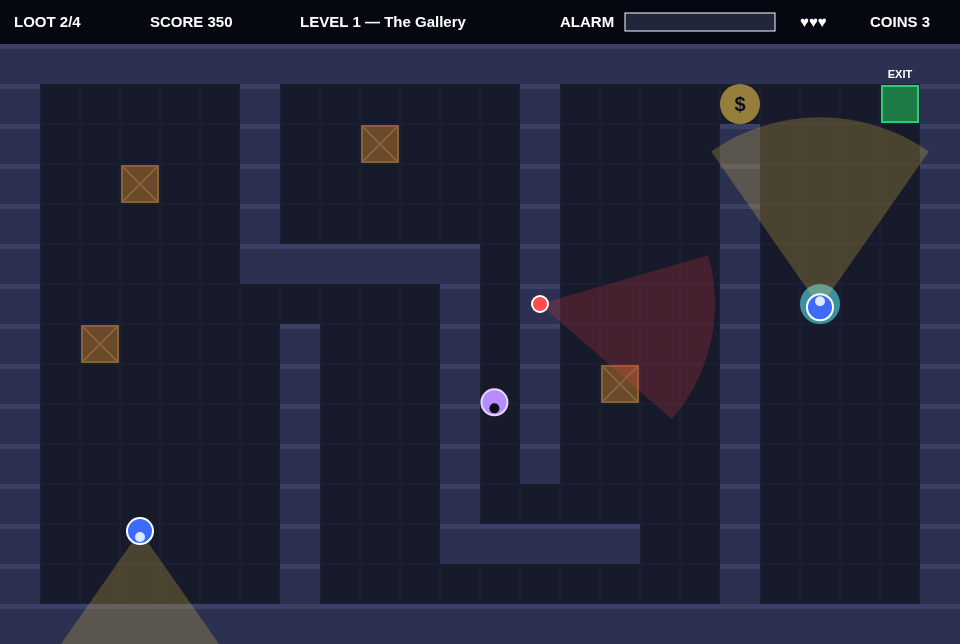 LOOT 2/4 SCORE 350 LEVEL 1 — The Gallery ALARM ♥♥♥ COINS 3
EXIT
$